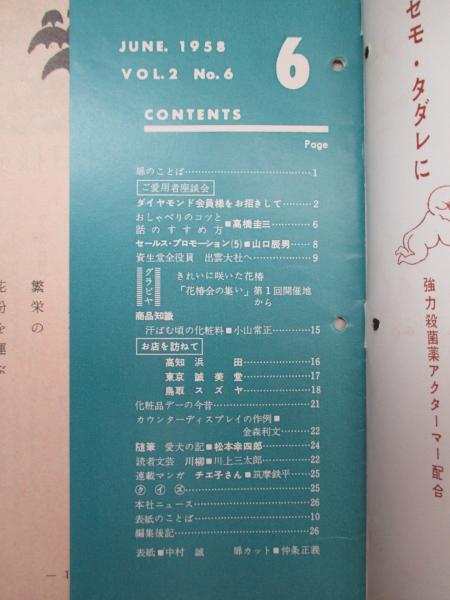 JUNE. 1958
VOL.2 No.6
6
CONTENTS
Page
扉のことば……1
ご愛用者座談会
ダイヤモンド会員様をお招きして……2
おしゃべりのコツと
話のすすめ方■高橋圭三……6
セールス・プロモーション(5)■山口辰男……8
資生堂全役員 出雲大社へ……9
グラビヤ
きれいに咲いた花椿
「花椿会の集い」第1回開催地
から
商品知識
汗ばむ頃の化粧料■小山常正……15
お店を訪ねて
高知 浜田……16
東京 誠美堂……17
鳥取 スズヤ……18
化粧品デーの今昔……21
カウンターディスプレイの作例■
金森利文……22
随筆 愛犬の記■松本幸四郎……24
読者文芸 川柳■川上三太郎……22
連載マンガ チエ子さん■筑摩鉄平……25
クイズ……25
本社ニュース……26
表紙のことば……10
編集後記……26
表紙■中村 誠 扉カット■仲条正義
セモ・タダレに
強力殺菌薬アクターマー配合
繁栄の
花粉を運ぶ